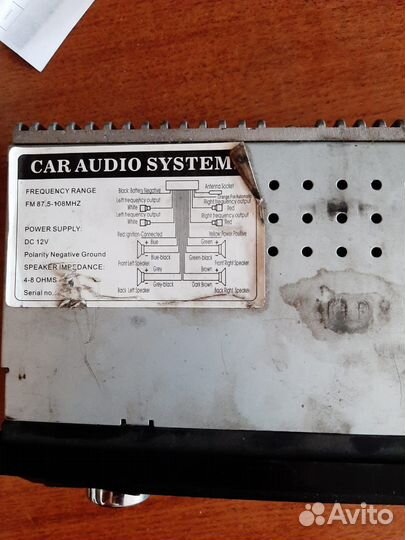 CAR AUDIO SYSTEM
FREQUENCY RANGE
FM 87.5-108MHZ
POWER SUPPLY:
DC 12V
Polarity Negative Ground
SPEAKER IMPEDANCE:
4-8 OHMS
Serial no
Black Battery Negative
Antenna Socket
Left frequency output
White
Right frequency output
Red
Left frequency output
White
Right frequency output
Red
Red Ignition-Connected
Yellow Power Positive
Blue
Green
Blue-black
Green-black
Front Left Speaker
Front Right Speaker
Grey
Brown
Grey-black
Dark Brown
Back Left Speaker
Back Right Speaker
Avito